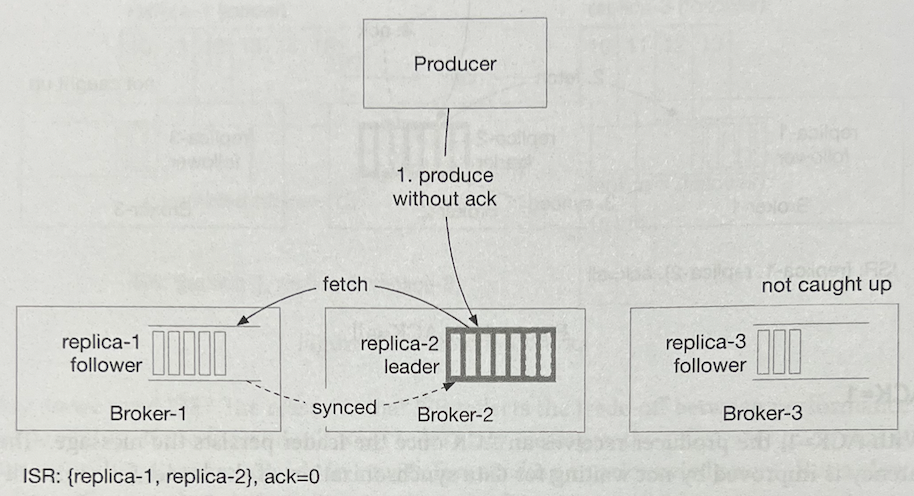 Producer
1. produce
without ack
fetch
not caught up
replica-1
follower
replica-2
leader
replica-3
follower
synced
Broker-1
Broker-2
Broker-3
ISR: {replica-1, replica-2}, ack=0